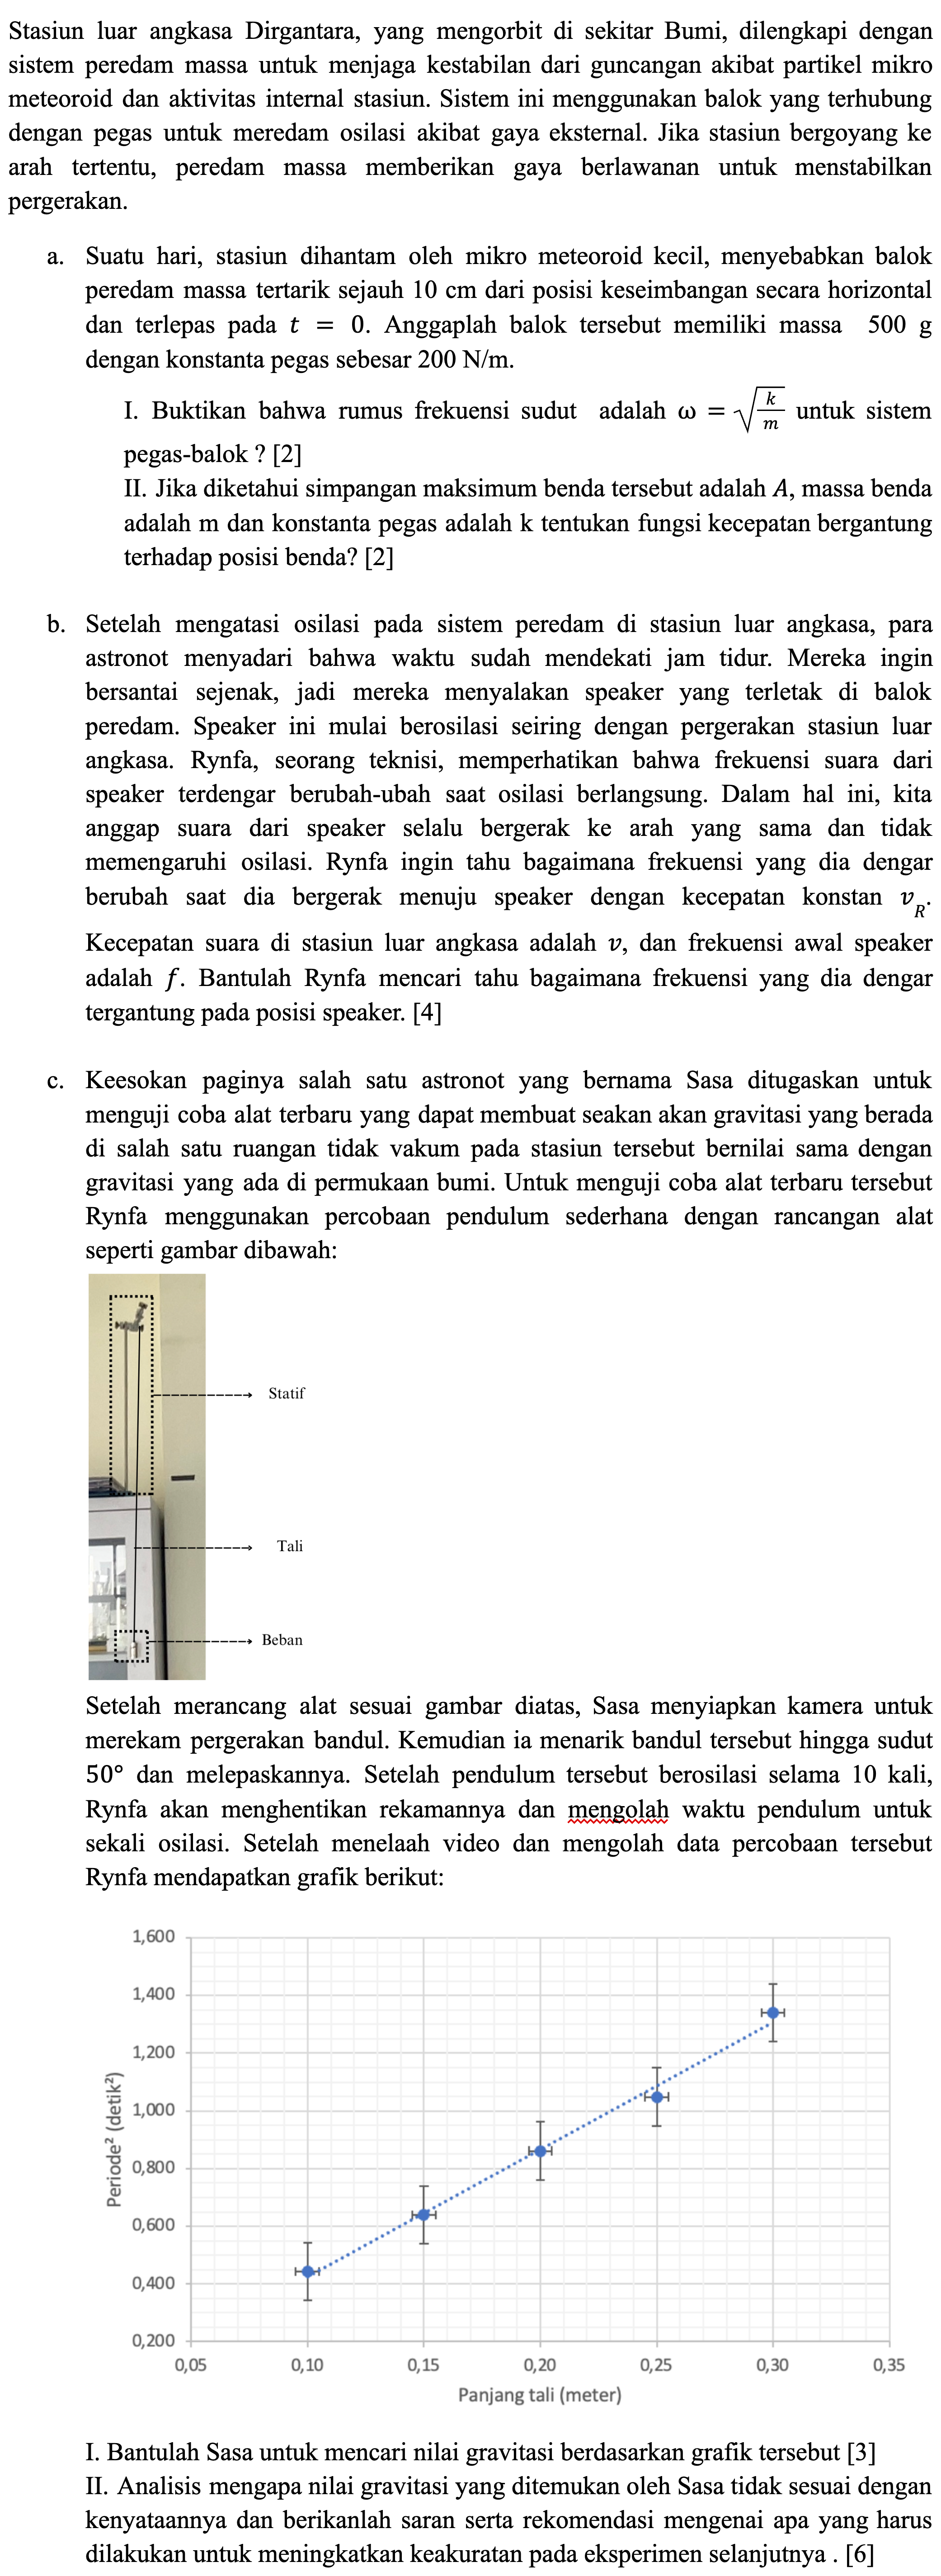 Stasiun luar angkasa Dirgantara, yang mengorbit di sekitar Bumi, dilengkapi dengan
sistem peredam massa untuk menjaga kestabilan dari guncangan akibat partikel mikro
meteoroid dan aktivitas internal stasiun. Sistem ini menggunakan balok yang terhubung
dengan pegas untuk meredam osilasi akibat gaya eksternal. Jika stasiun bergoyang ke
arah tertentu, peredam massa memberikan gaya berlawanan untuk menstabilkan
pergerakan.
a. Suatu hari, stasiun dihantam oleh mikro meteoroid kecil, menyebabkan balok
peredam massa tertarik sejauh 10 cm dari posisi keseimbangan secara horizontal
dan terlepas pada t = 0. Anggaplah balok tersebut memiliki massa 500 g
dengan konstanta pegas sebesar 200 N/m.
I. Buktikan bahwa rumus frekuensi sudut adalah ω = √(k/m) untuk sistem
pegas-balok ? [2]
II. Jika diketahui simpangan maksimum benda tersebut adalah A, massa benda
adalah m dan konstanta pegas adalah k tentukan fungsi kecepatan bergantung
terhadap posisi benda? [2]
b. Setelah mengatasi osilasi pada sistem peredam di stasiun luar angkasa, para
astronot menyadari bahwa waktu sudah mendekati jam tidur. Mereka ingin
bersantai sejenak, jadi mereka menyalakan speaker yang terletak di balok
peredam. Speaker ini mulai berosilasi seiring dengan pergerakan stasiun luar
angkasa. Rynfa, seorang teknisi, memperhatikan bahwa frekuensi suara dari
speaker terdengar berubah-ubah saat osilasi berlangsung. Dalam hal ini, kita
anggap suara dari speaker selalu bergerak ke arah yang sama dan tidak
memengaruhi osilasi. Rynfa ingin tahu bagaimana frekuensi yang dia dengar
berubah saat dia bergerak menuju speaker dengan kecepatan konstan v_R.
Kecepatan suara di stasiun luar angkasa adalah v, dan frekuensi awal speaker
adalah f. Bantulah Rynfa mencari tahu bagaimana frekuensi yang dia dengar
tergantung pada posisi speaker. [4]
c. Keesokan paginya salah satu astronot yang bernama Sasa ditugaskan untuk
menguji coba alat terbaru yang dapat membuat seakan akan gravitasi yang berada
di salah satu ruangan tidak vakum pada stasiun tersebut bernilai sama dengan
gravitasi yang ada di permukaan bumi. Untuk menguji coba alat terbaru tersebut
Rynfa menggunakan percobaan pendulum sederhana dengan rancangan alat
seperti gambar dibawah:
Statif
Tali
Beban
Setelah merancang alat sesuai gambar diatas, Sasa menyiapkan kamera untuk
merekam pergerakan bandul. Kemudian ia menarik bandul tersebut hingga sudut
50° dan melepaskannya. Setelah pendulum tersebut berosilasi selama 10 kali,
Rynfa akan menghentikan rekamannya dan mengolah waktu pendulum untuk
sekali osilasi. Setelah menelaah video dan mengolah data percobaan tersebut
Rynfa mendapatkan grafik berikut:
1,600
1,400
1,200
1,000
0,800
0,600
0,400
0,200
Periode² (detik²)
0,05 0,10 0,15 0,20 0,25 0,30 0,35
Panjang tali (meter)
I. Bantulah Sasa untuk mencari nilai gravitasi berdasarkan grafik tersebut [3]
II. Analisis mengapa nilai gravitasi yang ditemukan oleh Sasa tidak sesuai dengan
kenyataannya dan berikanlah saran serta rekomendasi mengenai apa yang harus
dilakukan untuk meningkatkan keakuratan pada eksperimen selanjutnya . [6]